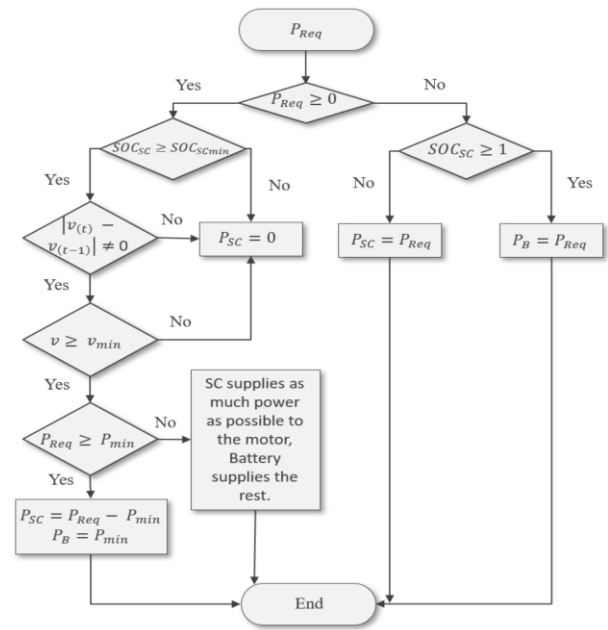 P_Req
Yes
P_Req ≥ 0
No
SOC_SC ≥ SOC_SCmin
SOC_SC ≥ 1
Yes
No
No
Yes
|v_(t) −
v_(t−1)| ≠ 0
No
P_SC = 0
P_SC = P_Req
P_B = P_Req
Yes
No
v ≥ v_min
Yes
SC supplies as
much power
as possible to
the motor,
Battery
supplies the
rest.
P_Req ≥ P_min
No
Yes
P_SC = P_Req − P_min
P_B = P_min
End